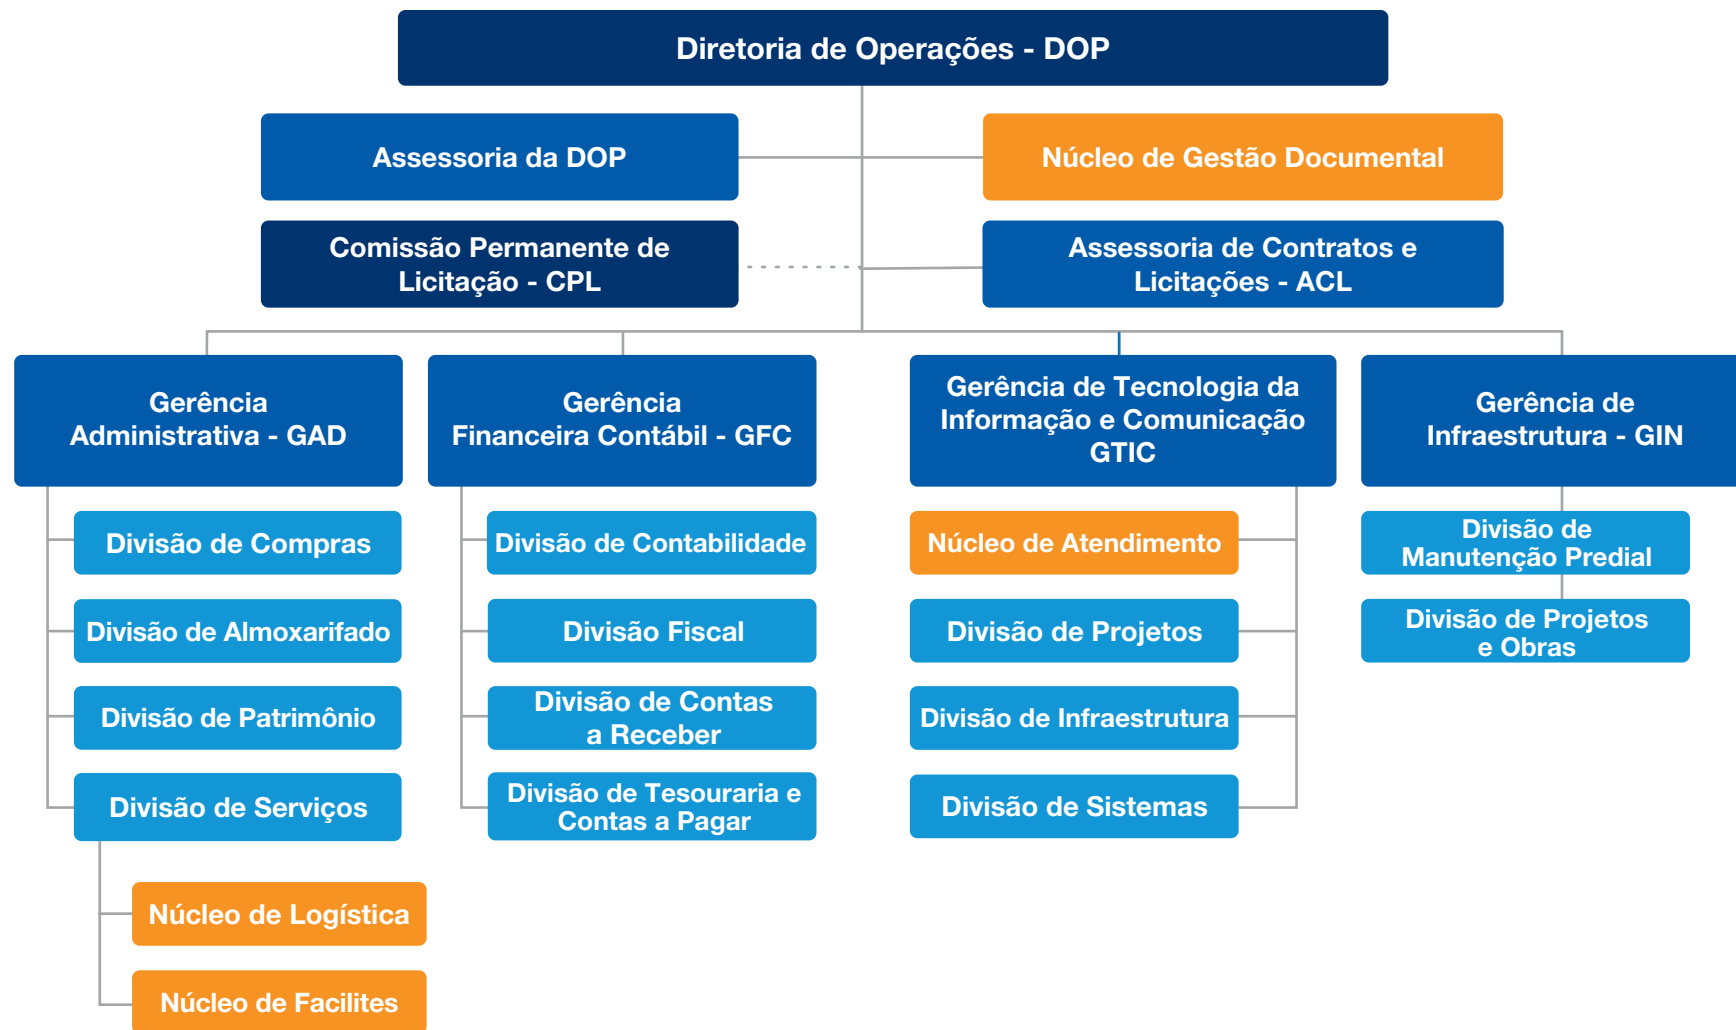 Diretoria de Operações - DOP
Assessoria da DOP
Núcleo de Gestão Documental
Comissão Permanente de
Licitação - CPL
Assessoria de Contratos e
Licitações - ACL
Gerência
Administrativa - GAD
Gerência
Financeira Contábil - GFC
Gerência de Tecnologia da
Informação e Comunicação
GTIC
Gerência de
Infraestrutura - GIN
Divisão de Compras
Divisão de Almoxarifado
Divisão de Patrimônio
Divisão de Serviços
Núcleo de Logística
Núcleo de Facilites
Divisão de Contabilidade
Divisão Fiscal
Divisão de Contas
a Receber
Divisão de Tesouraria e
Contas a Pagar
Núcleo de Atendimento
Divisão de Projetos
Divisão de Infraestrutura
Divisão de Sistemas
Divisão de
Manutenção Predial
Divisão de Projetos
e Obras